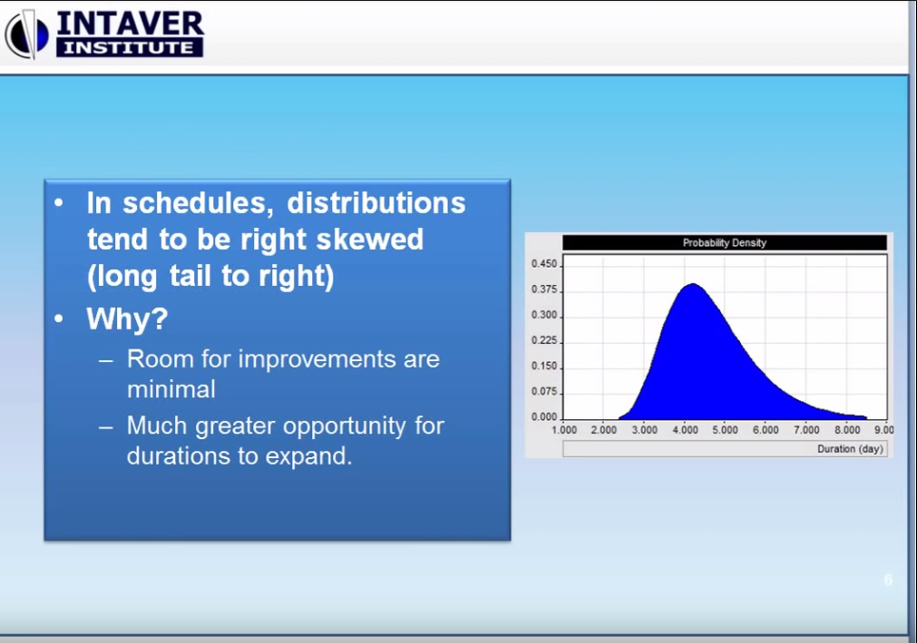 INTAVER
INSTITUTE
• In schedules, distributions
tend to be right skewed
(long tail to right)
• Why?
– Room for improvements are
minimal
– Much greater opportunity for
durations to expand.
Probability Density
0.450
0.375
0.300
0.225
0.150
0.075
0.000
1.000 2.000 3.000 4.000 5.000 6.000 7.000 8.000 9.00
Duration (day)
6